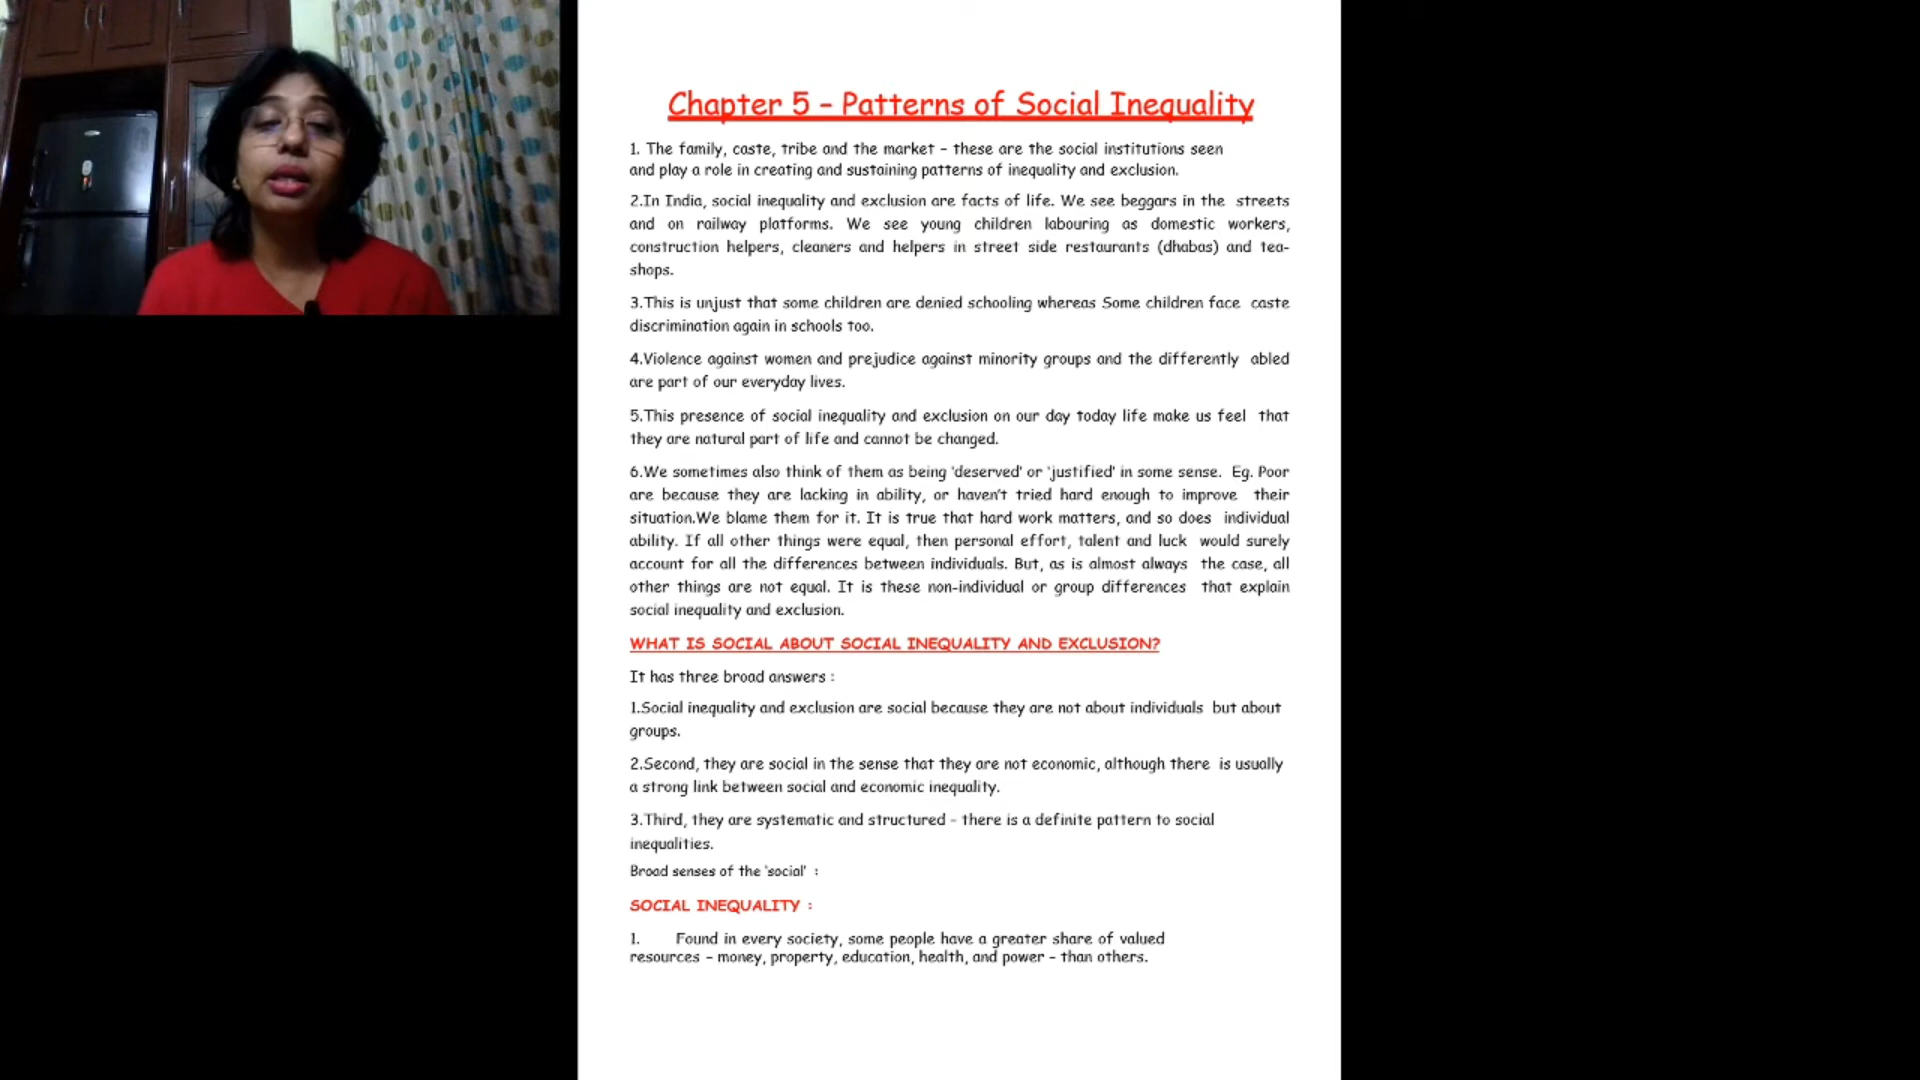 Chapter 5 – Patterns of Social Inequality
1. The family, caste, tribe and the market – these are the social institutions seen
and play a role in creating and sustaining patterns of inequality and exclusion.
2.In India, social inequality and exclusion are facts of life. We see beggars in the streets
and on railway platforms. We see young children labouring as domestic workers,
construction helpers, cleaners and helpers in street side restaurants (dhabas) and tea-
shops.
3.This is unjust that some children are denied schooling whereas Some children face caste
discrimination again in schools too.
4.Violence against women and prejudice against minority groups and the differently abled
are part of our everyday lives.
5.This presence of social inequality and exclusion on our day today life make us feel that
they are natural part of life and cannot be changed.
6.We sometimes also think of them as being ‘deserved’ or ‘justified’ in some sense. Eg. Poor
are because they are lacking in ability, or haven’t tried hard enough to improve their
situation.We blame them for it. It is true that hard work matters, and so does individual
ability. If all other things were equal, then personal effort, talent and luck would surely
account for all the differences between individuals. But, as is almost always the case, all
other things are not equal. It is these non-individual or group differences that explain
social inequality and exclusion.
WHAT IS SOCIAL ABOUT SOCIAL INEQUALITY AND EXCLUSION?
It has three broad answers :
1.Social inequality and exclusion are social because they are not about individuals but about
groups.
2.Second, they are social in the sense that they are not economic, although there is usually
a strong link between social and economic inequality.
3.Third, they are systematic and structured - there is a definite pattern to social
inequalities.
Broad senses of the ‘social’ :
SOCIAL INEQUALITY :
1. Found in every society, some people have a greater share of valued
resources – money, property, education, health, and power – than others.